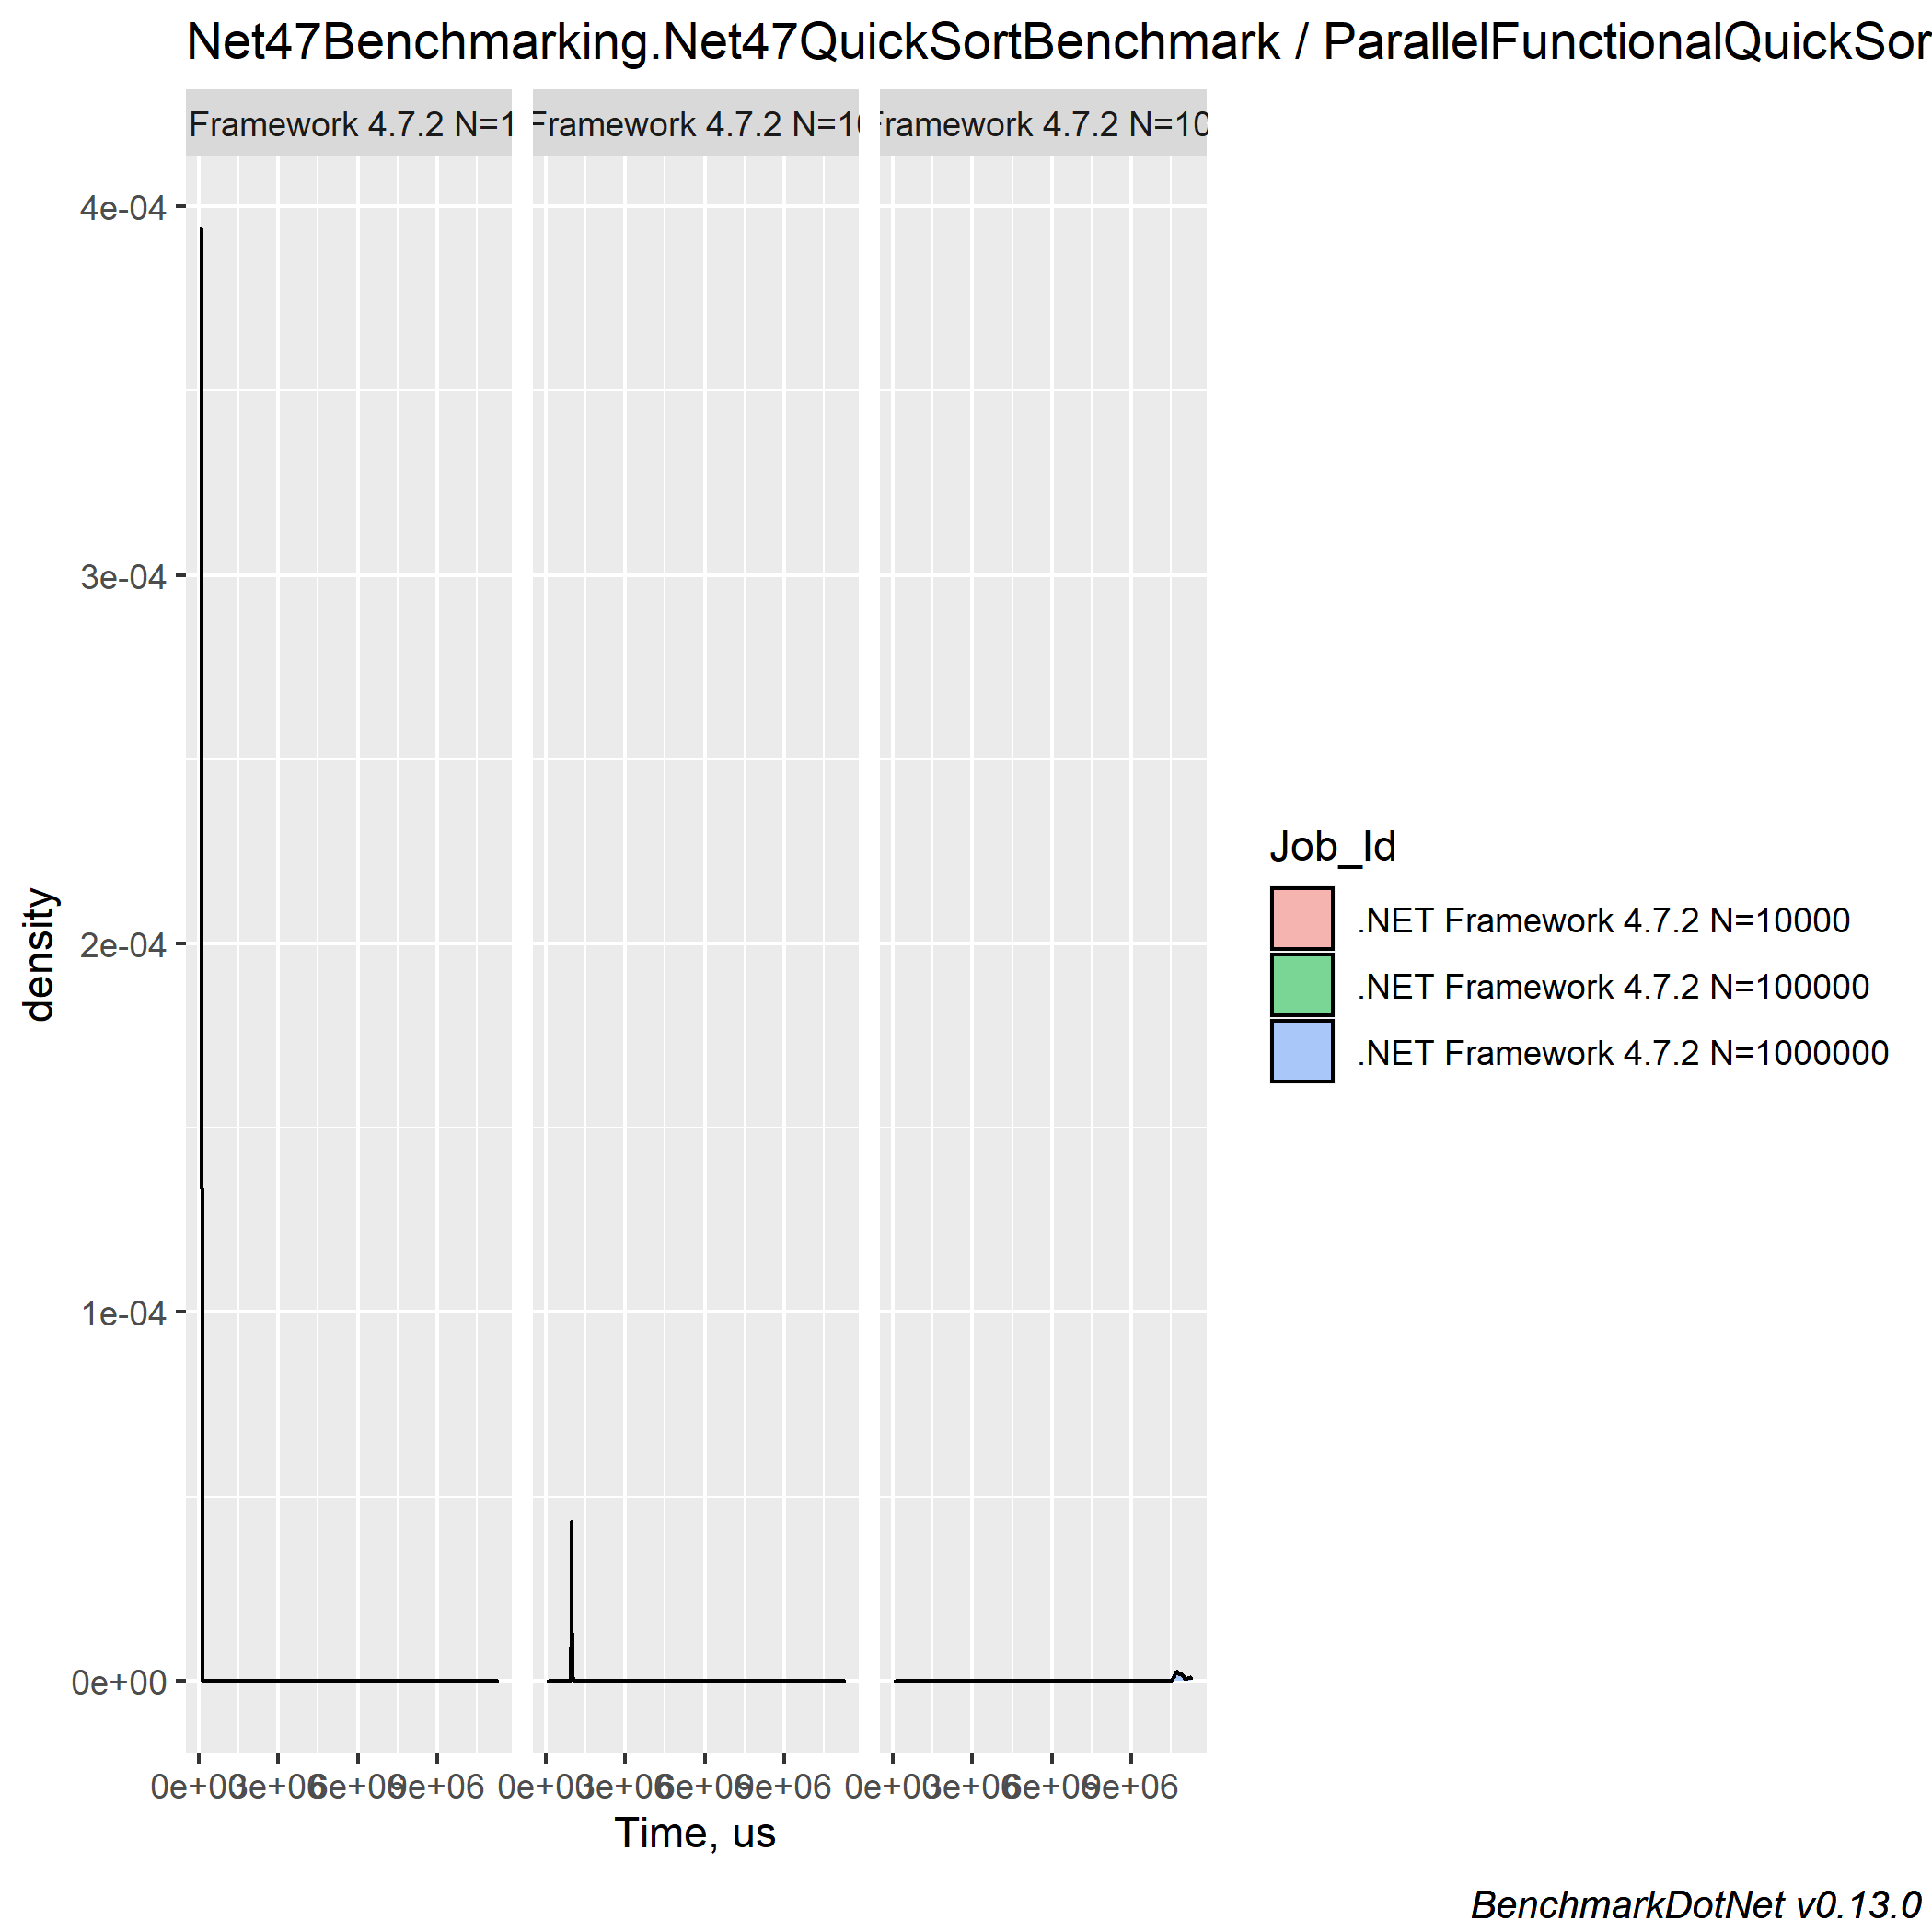 Net47Benchmarking.Net47QuickSortBenchmark / ParallelFunctionalQuickSor
Framework 4.7.2 N=1
Framework 4.7.2 N=10
Framework 4.7.2 N=10
4e-04
3e-04
2e-04
1e-04
0e+00
density
0e+00 3e+06 6e+06 9e+06
0e+00 3e+06 6e+06 9e+06
0e+00 3e+06 6e+06 9e+06
Time, us
Job_Id
.NET Framework 4.7.2 N=10000
.NET Framework 4.7.2 N=100000
.NET Framework 4.7.2 N=1000000
BenchmarkDotNet v0.13.0